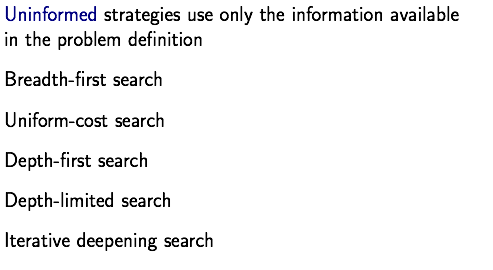 Uninformed strategies use only the information available
in the problem definition
Breadth-first search
Uniform-cost search
Depth-first search
Depth-limited search
Iterative deepening search